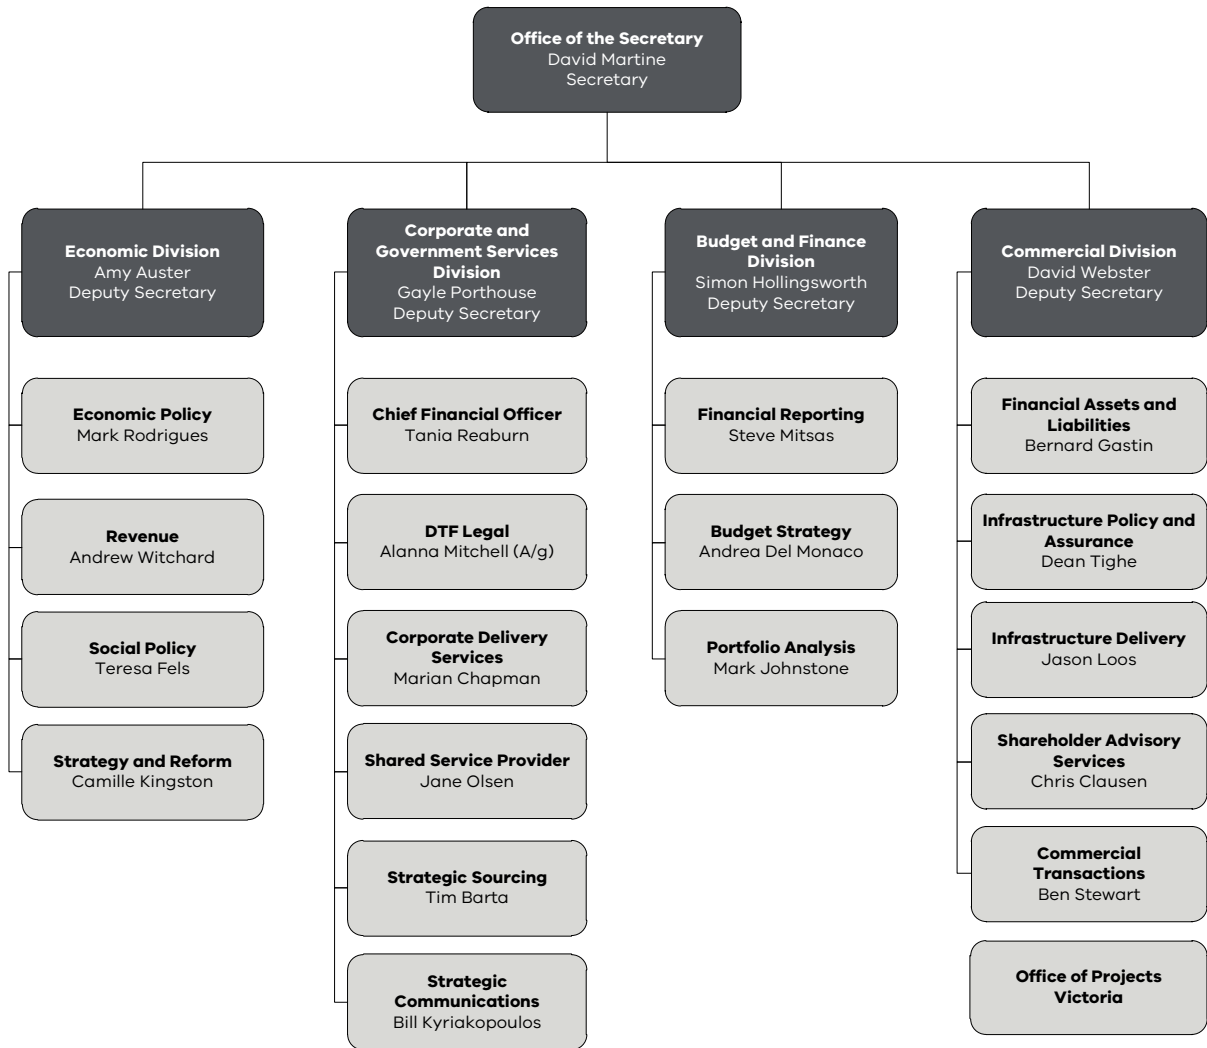 Office of the Secretary
David Martine
Secretary
Economic Division
Amy Auster
Deputy Secretary
Corporate and
Government Services
Division
Gayle Porthouse
Deputy Secretary
Budget and Finance
Division
Simon Hollingsworth
Deputy Secretary
Commercial Division
David Webster
Deputy Secretary
Economic Policy
Mark Rodrigues
Chief Financial Officer
Tania Reaburn
Financial Reporting
Steve Mitsas
Financial Assets and
Liabilities
Bernard Gastin
Revenue
Andrew Witchard
DTF Legal
Alanna Mitchell (A/g)
Budget Strategy
Andrea Del Monaco
Infrastructure Policy and
Assurance
Dean Tighe
Social Policy
Teresa Fels
Corporate Delivery
Services
Marian Chapman
Portfolio Analysis
Mark Johnstone
Infrastructure Delivery
Jason Loos
Strategy and Reform
Camille Kingston
Shared Service Provider
Jane Olsen
Shareholder Advisory
Services
Chris Clausen
Strategic Sourcing
Tim Barta
Commercial
Transactions
Ben Stewart
Strategic
Communications
Bill Kyriakopoulos
Office of Projects
Victoria